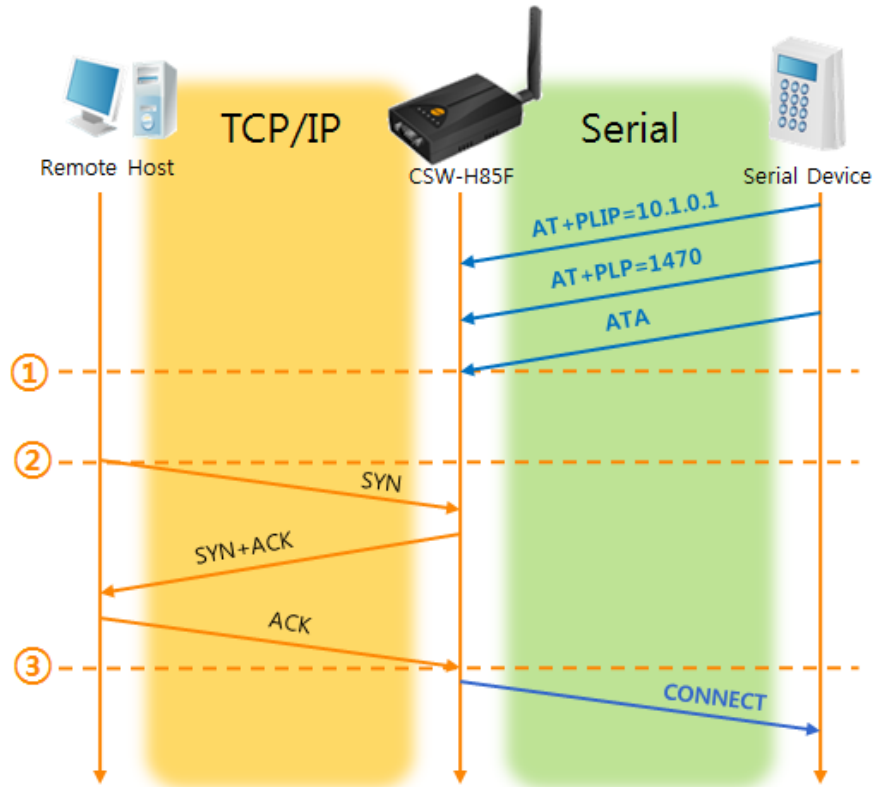 TCP/IP
Serial
Remote Host
CSW-H85F
Serial Device
AT+PLIP=10.1.0.1
AT+PLP=1470
ATA
①
②
SYN
SYN+ACK
ACK
③
CONNECT